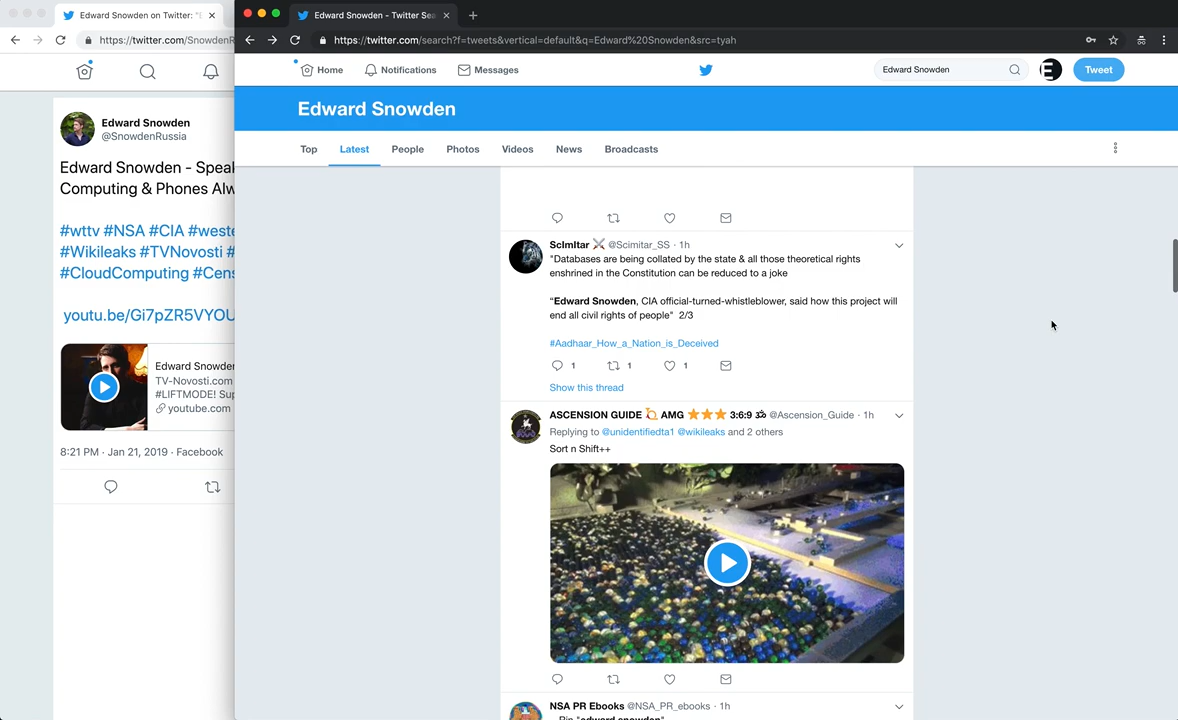 Edward Snowden on Twitter: "E
https://twitter.com/SnowdenR
Edward Snowden
@SnowdenRussia
Edward Snowden - Speak
Computing & Phones Alw
#wttv #NSA #CIA #weste
#Wikileaks #TVNovosti #
#CloudComputing #Cens
youtu.be/Gi7pZR5VYOU
Edward Snowden
TV-Novosti.com
#LIFTMODE! Sup
youtube.com
8:21 PM · Jan 21, 2019 · Facebook
Edward Snowden - Twitter Sea
https://twitter.com/search?f=tweets&vertical=default&q=Edward%20Snowden&src=tyah
Home Notifications Messages Edward Snowden Tweet
Edward Snowden
Top Latest People Photos Videos News Broadcasts
ScImItar ⚔ @Scimitar_SS · 1h
"Databases are being collated by the state & all those theoretical rights
enshrined in the Constitution can be reduced to a joke
"Edward Snowden, CIA official-turned-whistleblower, said how this project will
end all civil rights of people" 2/3
#Aadhaar_How_a_Nation_is_Deceived
1 1 1
Show this thread
ASCENSION GUIDE AMG ⭐⭐⭐ 3:6:9 ॐ @Ascension_Guide · 1h
Replying to @unidentifiedta1 @wikileaks and 2 others
Sort n Shift++
NSA PR Ebooks @NSA_PR_ebooks · 1h
Pin "edward snowden"